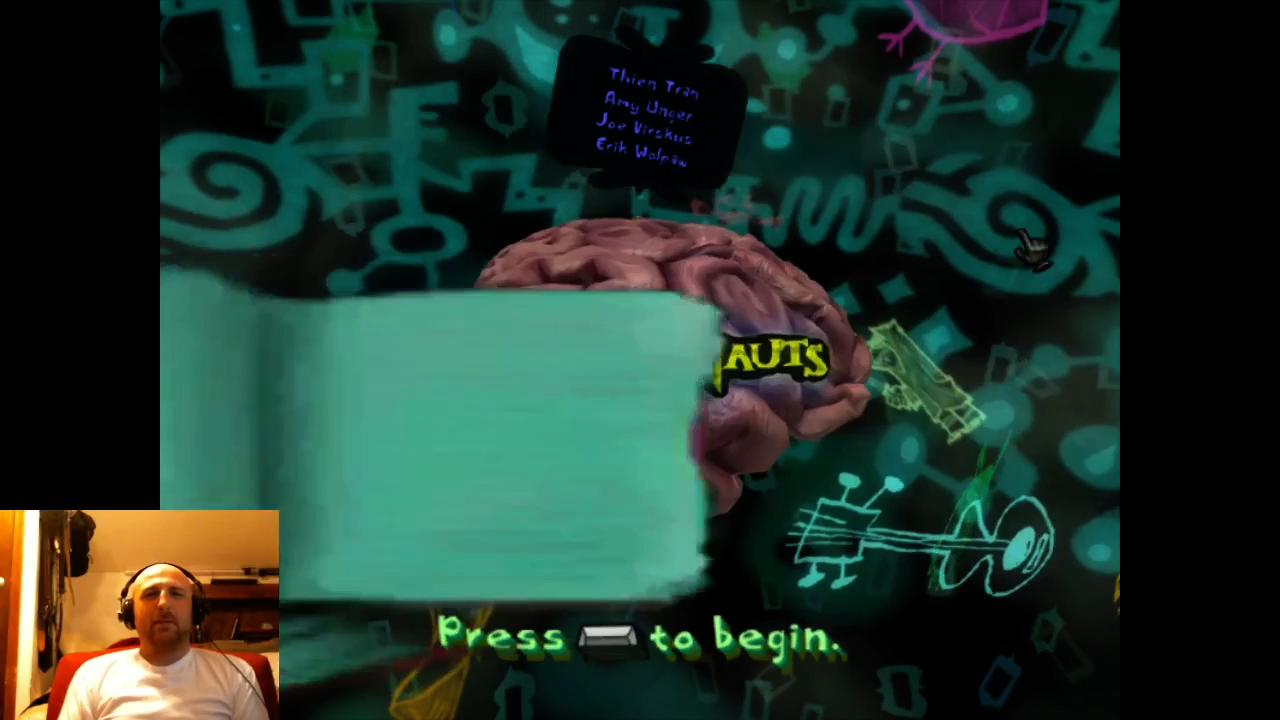 Thien Tran
Amy Unger
Joe Virskus
Erik Wolpaw
AUTS
Press to begin.